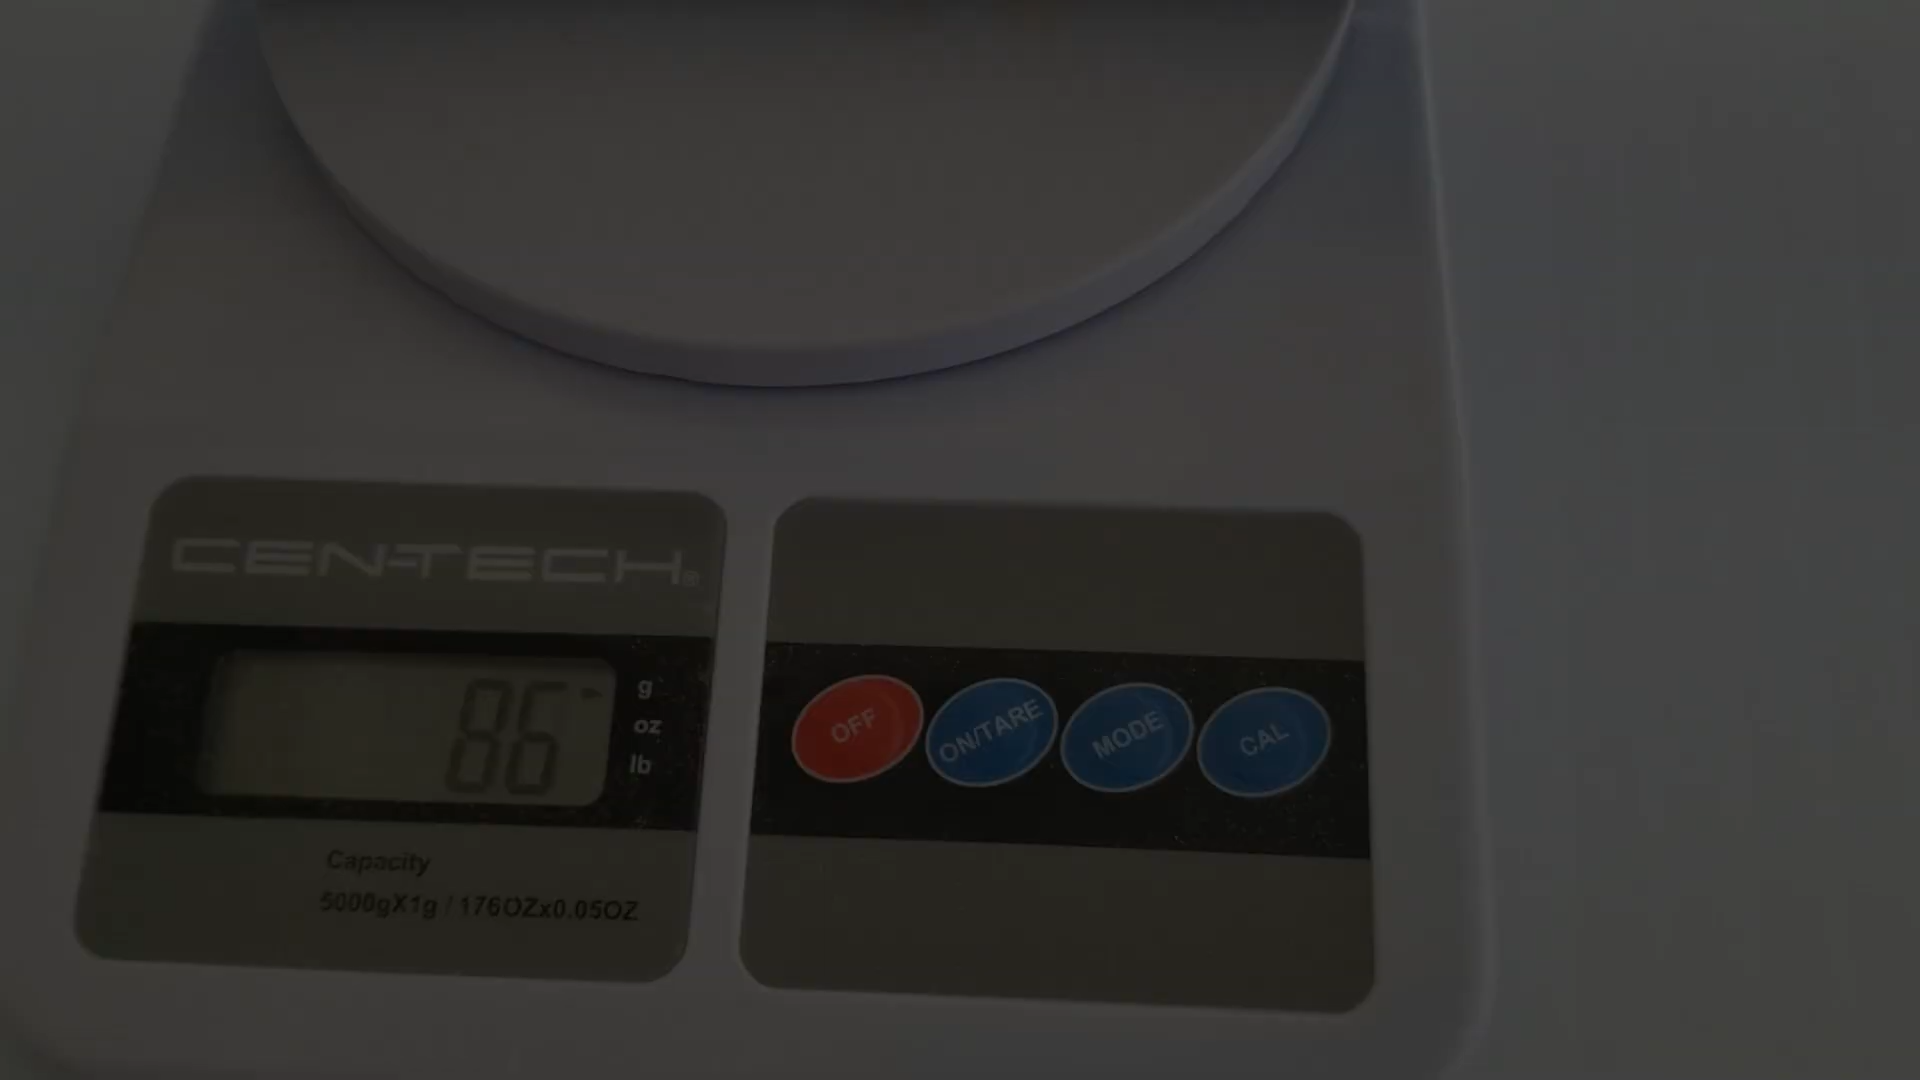 CEN-TECH®
86
g
oz
lb
OFF
ON/TARE
MODE
CAL
Capacity
5000gX1g / 176OZx0.05OZ